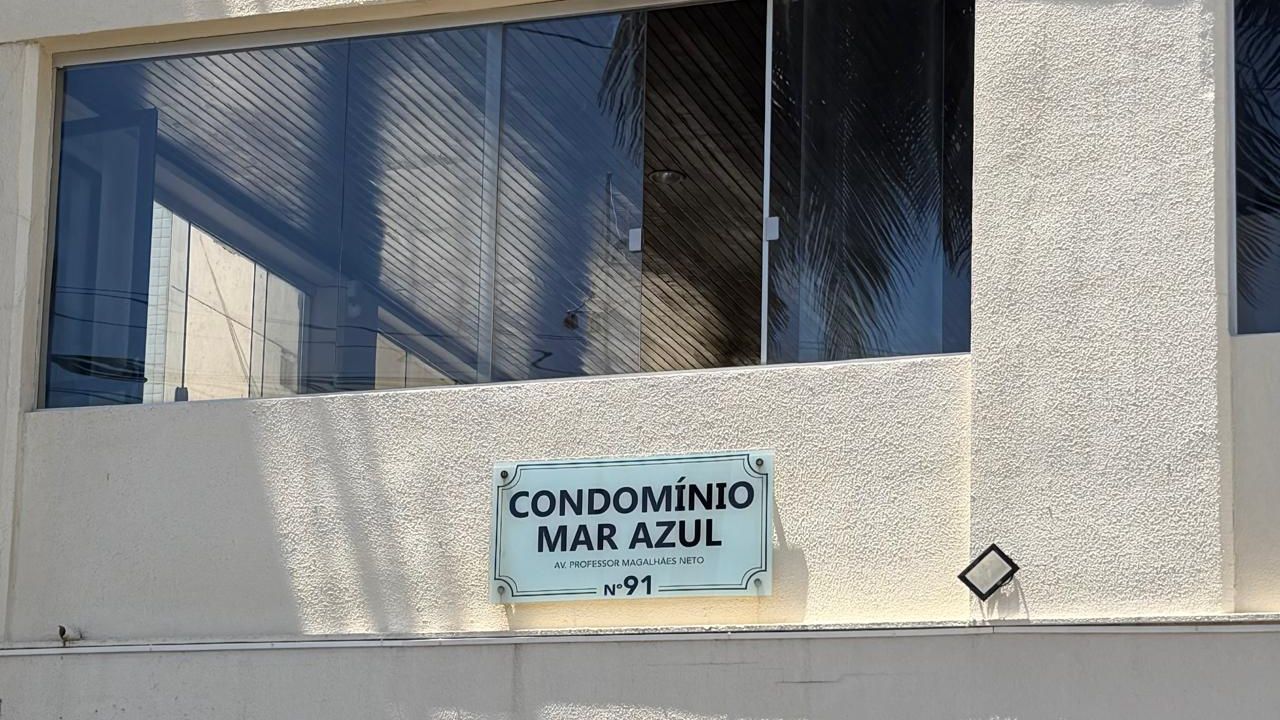 CONDOMÍNIO
MAR AZUL
AV. PROFESSOR MAGALHÃES NETO
Nº91